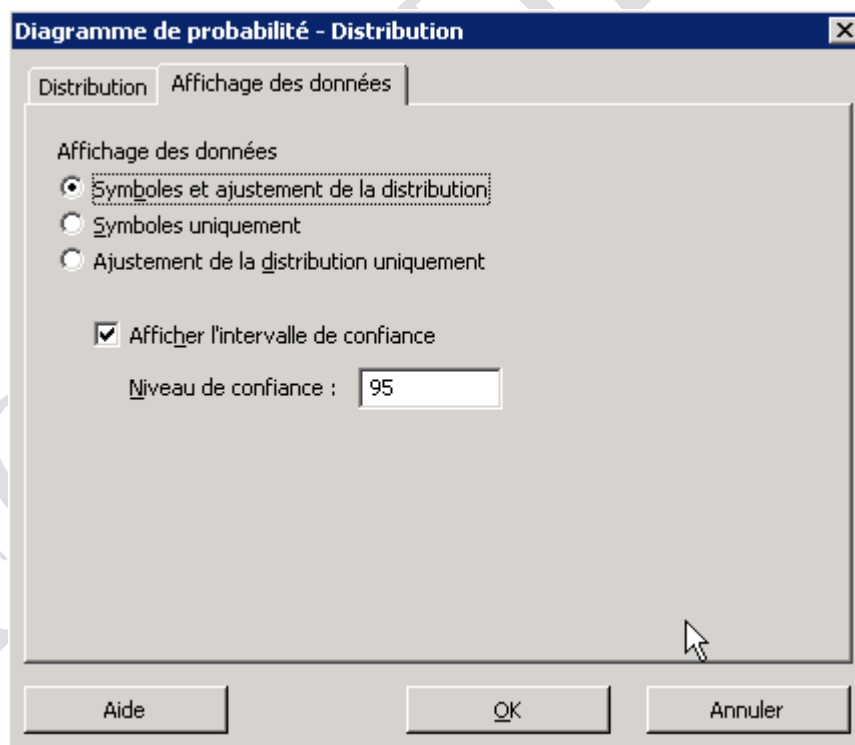 Diagramme de probabilité - Distribution
Distribution
Affichage des données
Affichage des données
Symboles et ajustement de la distribution
Symboles uniquement
Ajustement de la distribution uniquement
Afficher l'intervalle de confiance
Niveau de confiance :
95
Aide
OK
Annuler